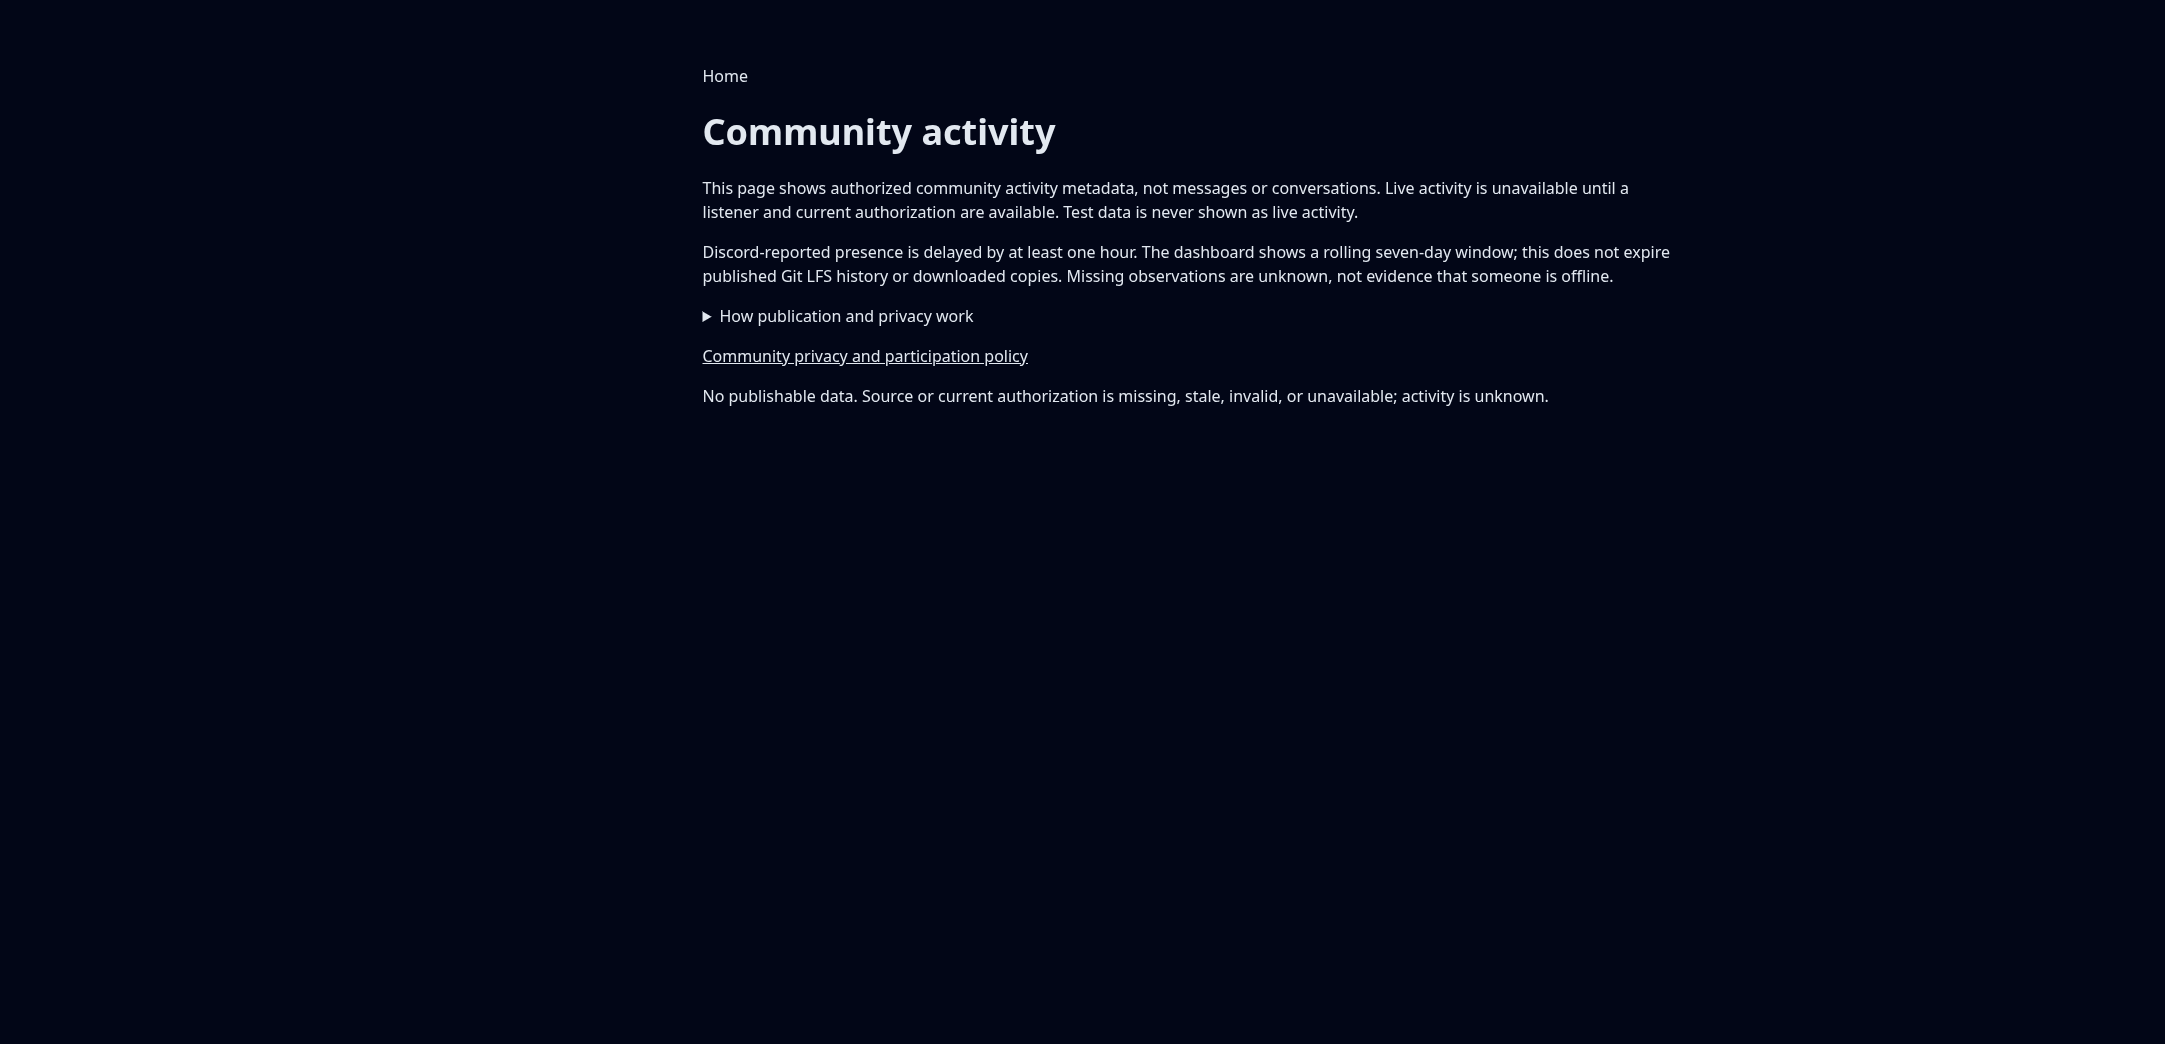 Home
Community activity
This page shows authorized community activity metadata, not messages or conversations. Live activity is unavailable until a
listener and current authorization are available. Test data is never shown as live activity.
Discord-reported presence is delayed by at least one hour. The dashboard shows a rolling seven-day window; this does not expire
published Git LFS history or downloaded copies. Missing observations are unknown, not evidence that someone is offline.
How publication and privacy work
Community privacy and participation policy
No publishable data. Source or current authorization is missing, stale, invalid, or unavailable; activity is unknown.